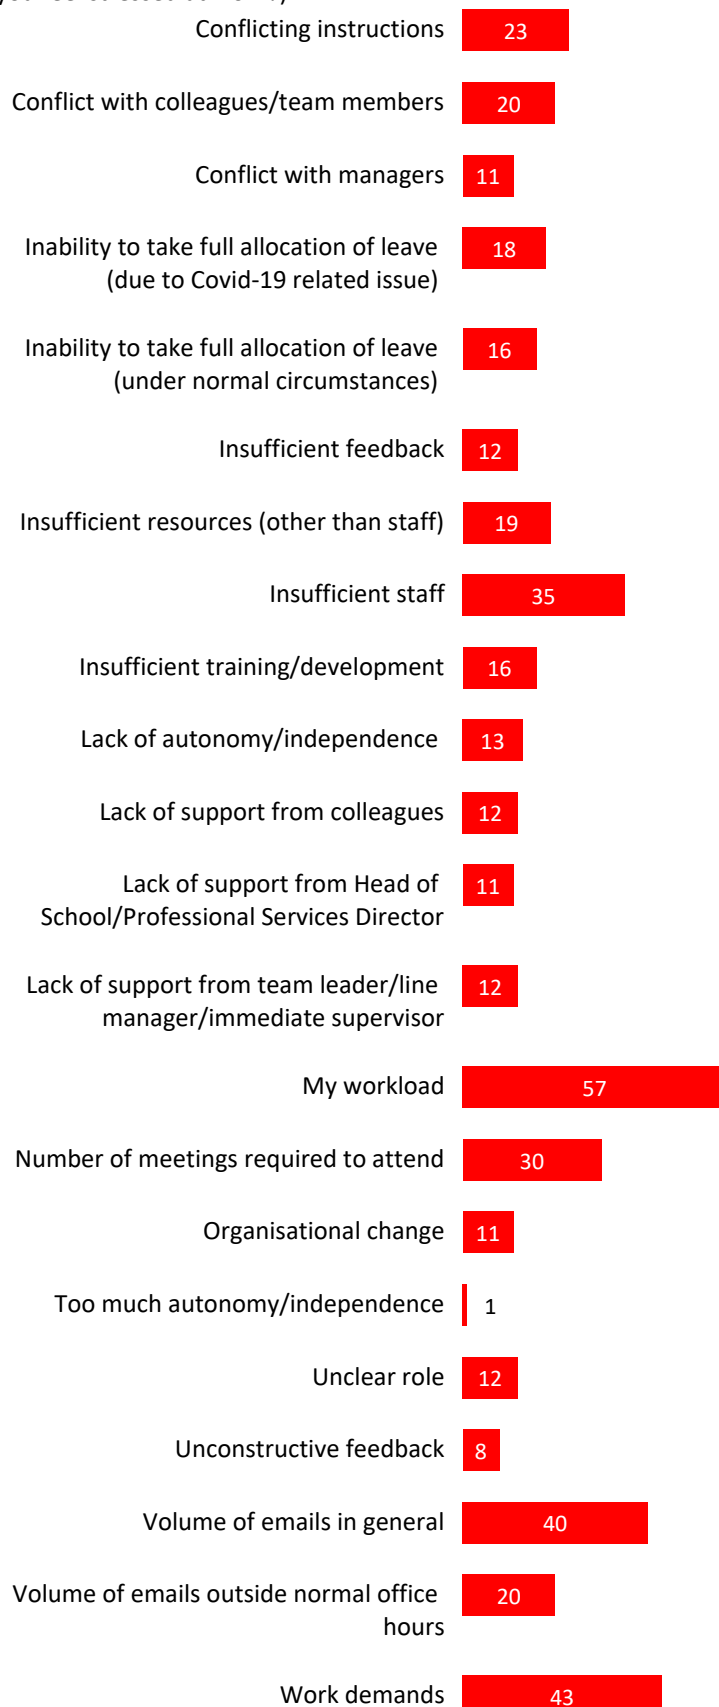 Conflicting instructions 23
Conflict with colleagues/team members 20
Conflict with managers 11
Inability to take full allocation of leave
(due to Covid-19 related issue)
18
Inability to take full allocation of leave
(under normal circumstances)
16
Insufficient feedback 12
Insufficient resources (other than staff) 19
Insufficient staff 35
Insufficient training/development 16
Lack of autonomy/independence 13
Lack of support from colleagues 12
Lack of support from Head of
School/Professional Services Director
11
Lack of support from team leader/line
manager/immediate supervisor
12
My workload 57
Number of meetings required to attend 30
Organisational change 11
Too much autonomy/independence 1
Unclear role 12
Unconstructive feedback 8
Volume of emails in general 40
Volume of emails outside normal office
hours
20
Work demands 43